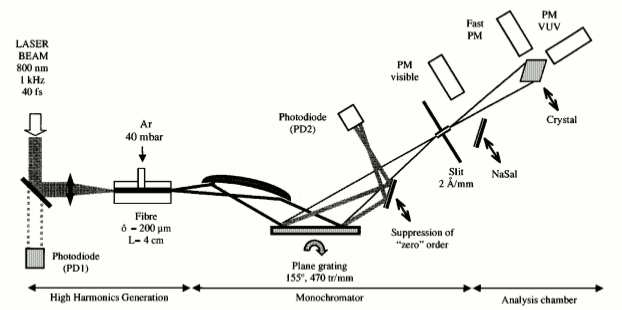 LASER
BEAM
800 nm
1 kHz
40 fs
Ar
40 mbar
Fibre
ô = 200 µm
L= 4 cm
Photodiode
(PD1)
Photodiode
(PD2)
Plane grating
155°, 470 tr/mm
Suppression of
"zero" order
PM
visible
Slit
2 Å/mm
NaSal
Fast
PM
PM
VUV
Crystal
High Harmonics Generation
Monochromator
Analysis chamber